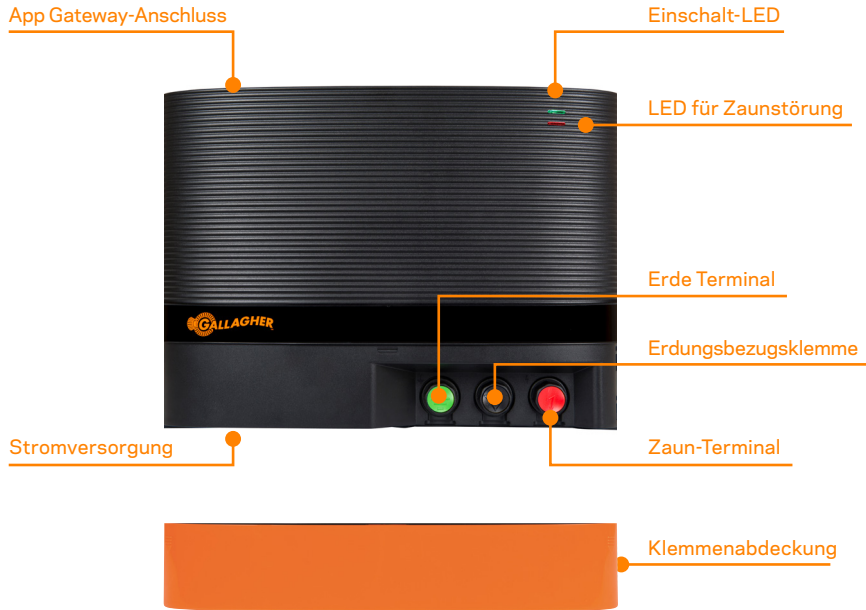 App Gateway-Anschluss
Einschalt-LED
LED für Zaunstörung
Erde Terminal
GALLAGHER
Erdungsbezugsklemme
Stromversorgung
Zaun-Terminal
Klemmenabdeckung